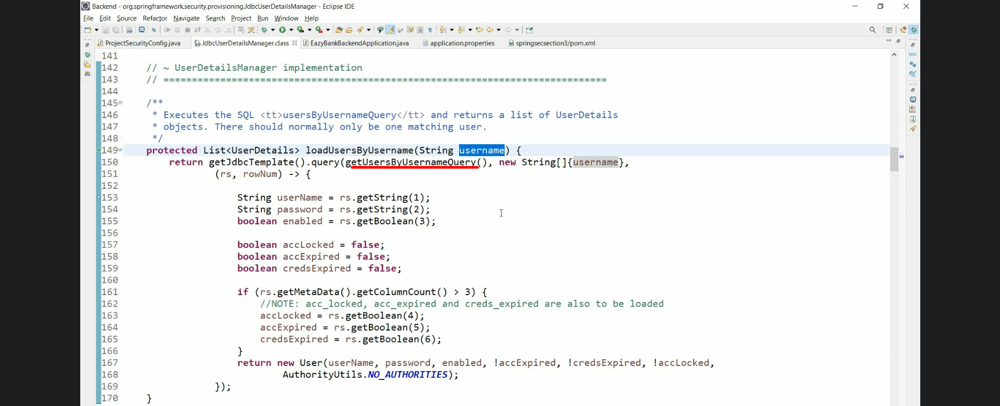 Backend - org.springframework.security.provisioning.JdbcUserDetailsManager - Eclipse IDE
File Edit Source Refactor Navigate Search Project Run Window Help
ProjectSecurityConfig.java JdbcUserDetailsManager.class EazyBankBackendApplication.java application.properties springsecsection3/pom.xml
141
142 // ~ UserDetailsManager implementation
143 // ==============================================================================
144
145 /**
146 * Executes the SQL <tt>usersByUsernameQuery</tt> and returns a list of UserDetails
147 * objects. There should normally only be one matching user.
148 */
149 protected List<UserDetails> loadUsersByUsername(String username) {
150 return getJdbcTemplate().query(getUsersByUsernameQuery(), new String[]{username},
151 (rs, rowNum) -> {
152
153 String userName = rs.getString(1);
154 String password = rs.getString(2);
155 boolean enabled = rs.getBoolean(3);
156
157 boolean accLocked = false;
158 boolean accExpired = false;
159 boolean credsExpired = false;
160
161 if (rs.getMetaData().getColumnCount() > 3) {
162 //NOTE: acc_locked, acc_expired and creds_expired are also to be loaded
163 accLocked = rs.getBoolean(4);
164 accExpired = rs.getBoolean(5);
165 credsExpired = rs.getBoolean(6);
166 }
167 return new User(userName, password, enabled, !accExpired, !credsExpired, !accLocked,
168 AuthorityUtils.NO_AUTHORITIES);
169 });
170 }